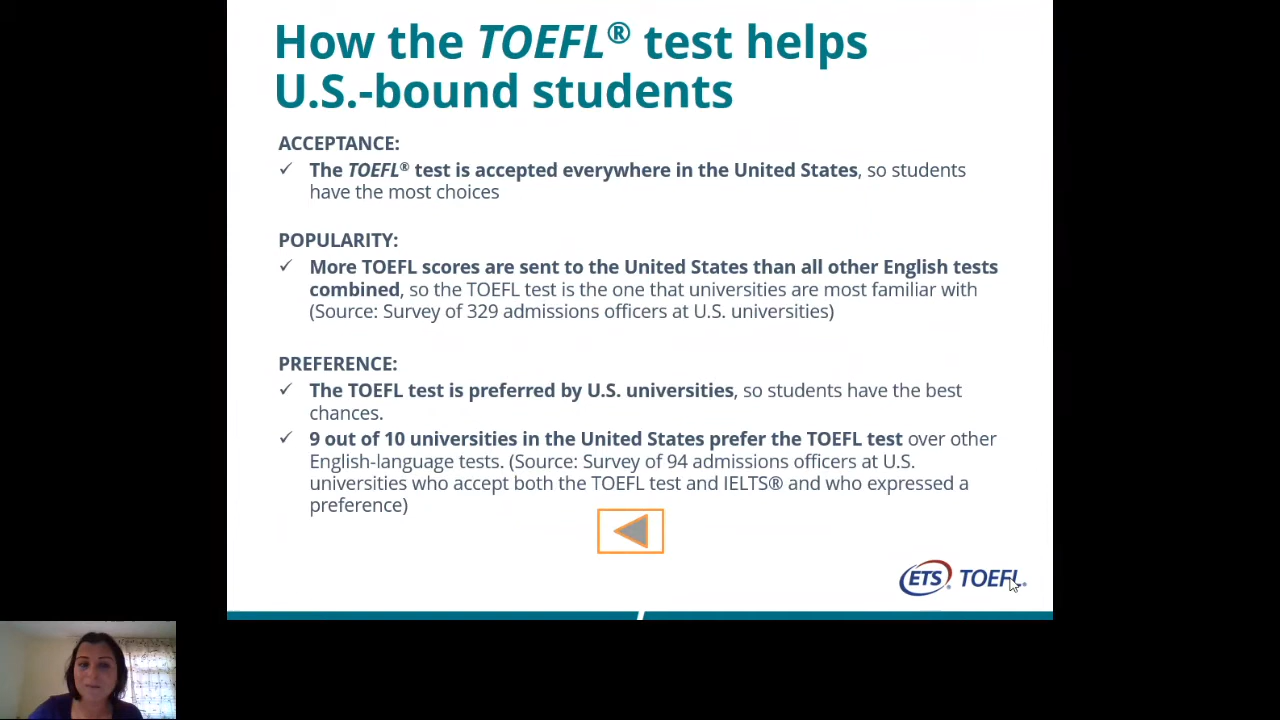 How the TOEFL® test helps
U.S.-bound students
ACCEPTANCE:
✓ The TOEFL® test is accepted everywhere in the United States, so students
have the most choices
POPULARITY:
✓ More TOEFL scores are sent to the United States than all other English tests
combined, so the TOEFL test is the one that universities are most familiar with
(Source: Survey of 329 admissions officers at U.S. universities)
PREFERENCE:
✓ The TOEFL test is preferred by U.S. universities, so students have the best
chances.
✓ 9 out of 10 universities in the United States prefer the TOEFL test over other
English-language tests. (Source: Survey of 94 admissions officers at U.S.
universities who accept both the TOEFL test and IELTS® and who expressed a
preference)
ETS® TOEFL®